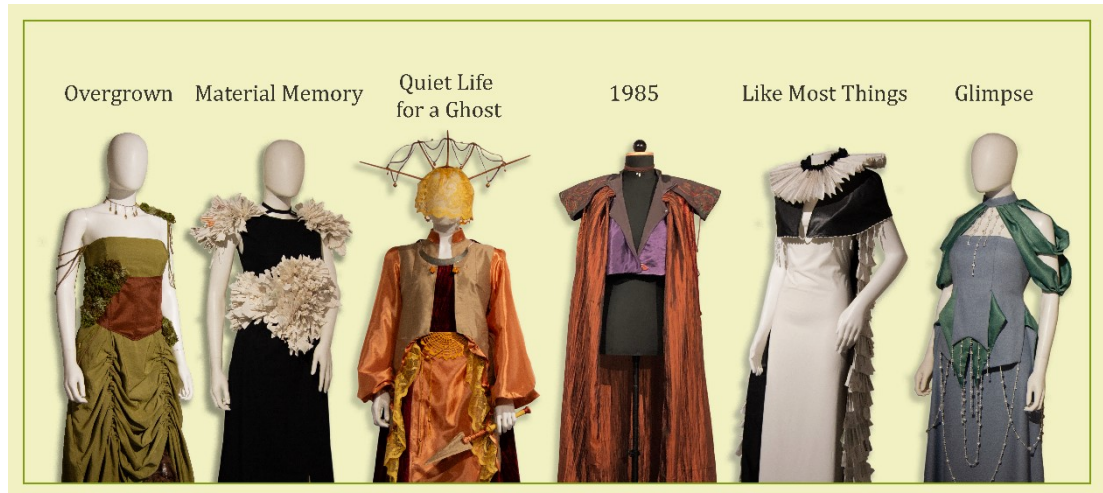 Overgrown
Material Memory
Quiet Life
for a Ghost
1985
Like Most Things
Glimpse